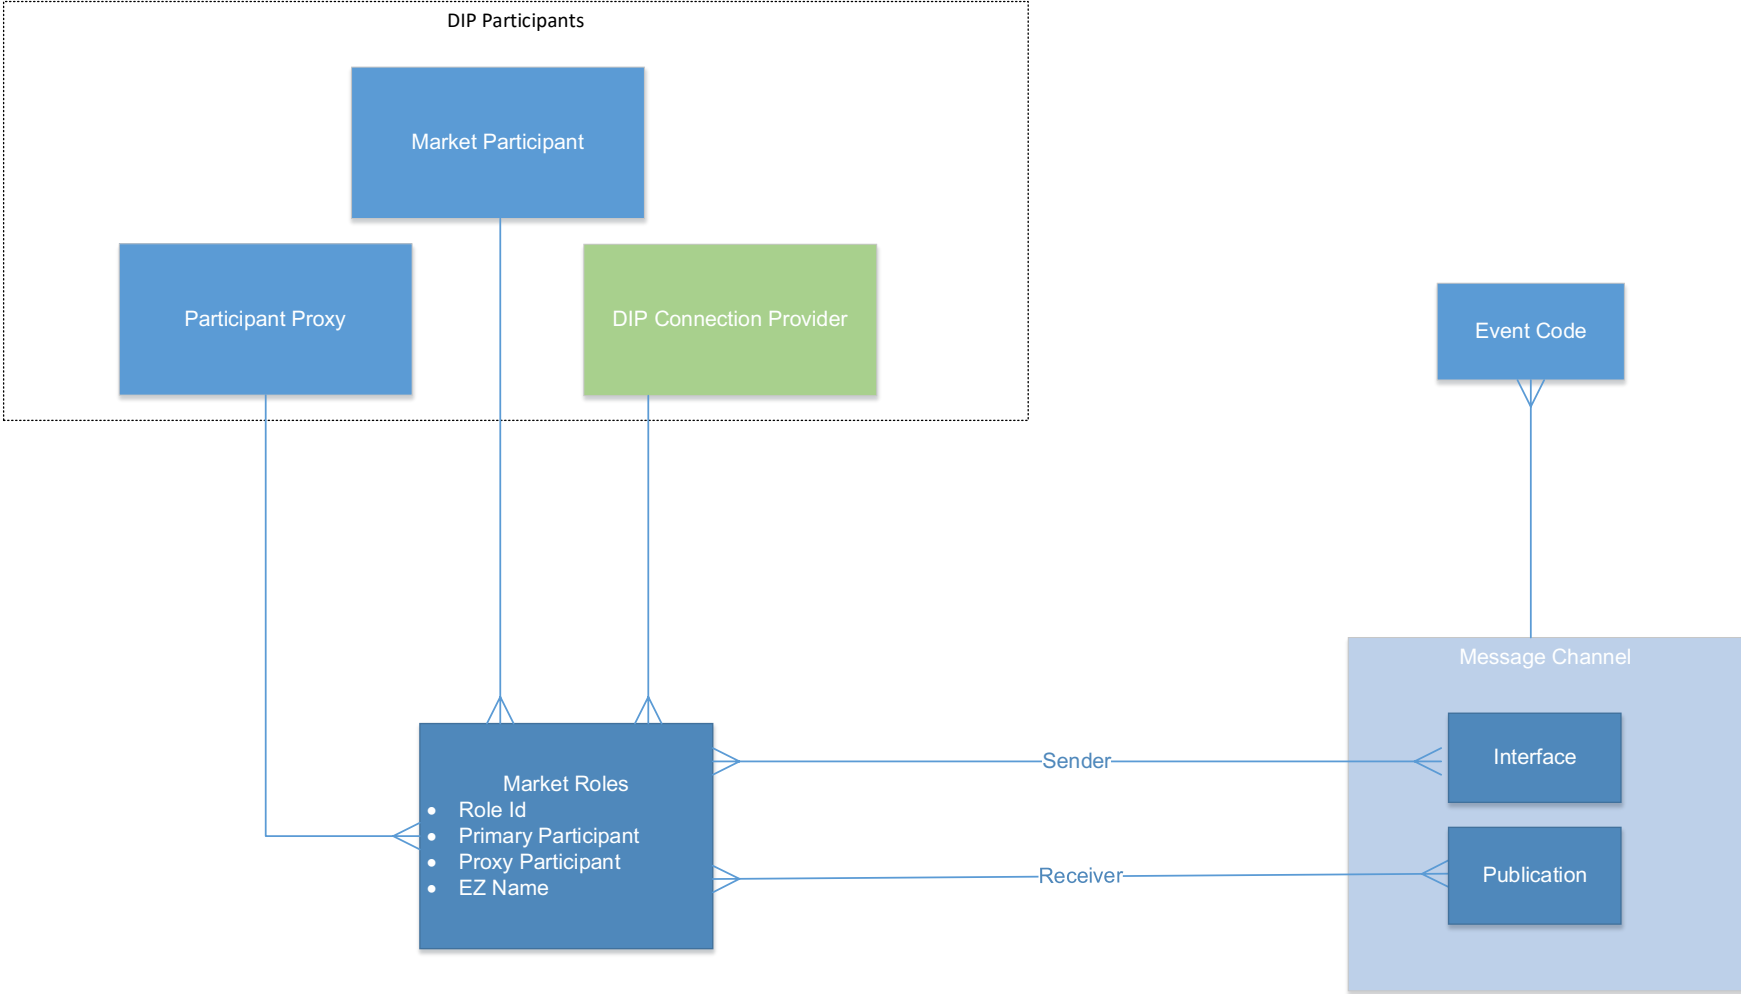 DIP Participants
Market Participant
Participant Proxy
DIP Connection Provider
Event Code
Message Channel
Interface
Publication
Sender
Receiver
Market Roles
• Role Id
• Primary Participant
• Proxy Participant
• EZ Name